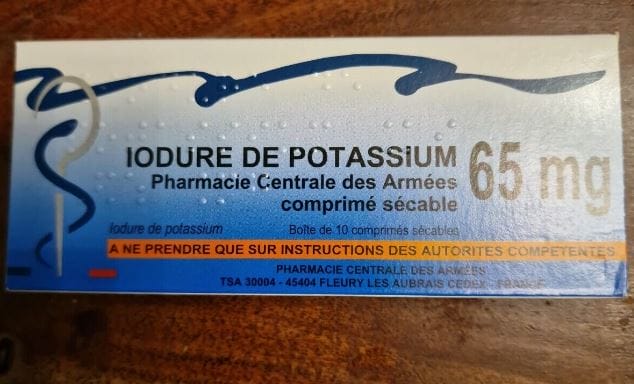 IODURE DE POTASSiUM 65 mg
Pharmacie Centrale des Armées
comprimé sécable
Iodure de potassium Boîte de 10 comprimés sécables
A NE PRENDRE QUE SUR INSTRUCTIONS DES AUTORITES COMPETENTES
PHARMACIE CENTRALE DES ARMÉES
TSA 30004 - 45404 FLEURY LES AUBRAIS CEDEX - FRANCE